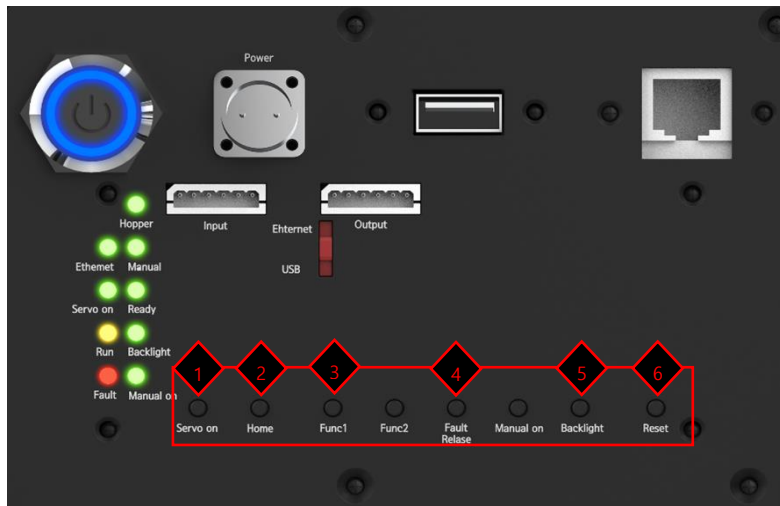 Power
Hopper
Input
Output
Ehternet
USB
Ethernet
Manual
Servo on
Ready
Run
Backlight
Fault
Manual on
1
2
3
4
5
6
Servo on
Home
Func1
Func2
Fault
Relase
Manual on
Backlight
Reset